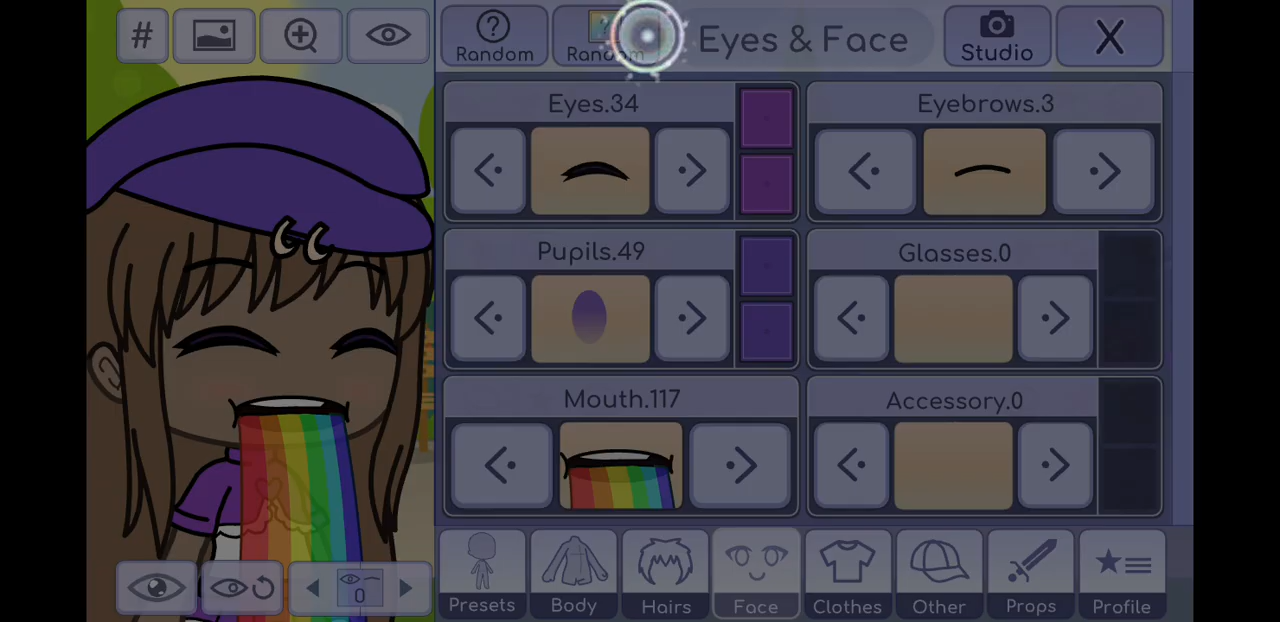 #
Random
Random
Eyes & Face
Studio
X
Eyes.34
Eyebrows.3
Pupils.49
Glasses.0
Mouth.117
Accessory.0
0
Presets
Body
Hairs
Face
Clothes
Other
Props
Profile